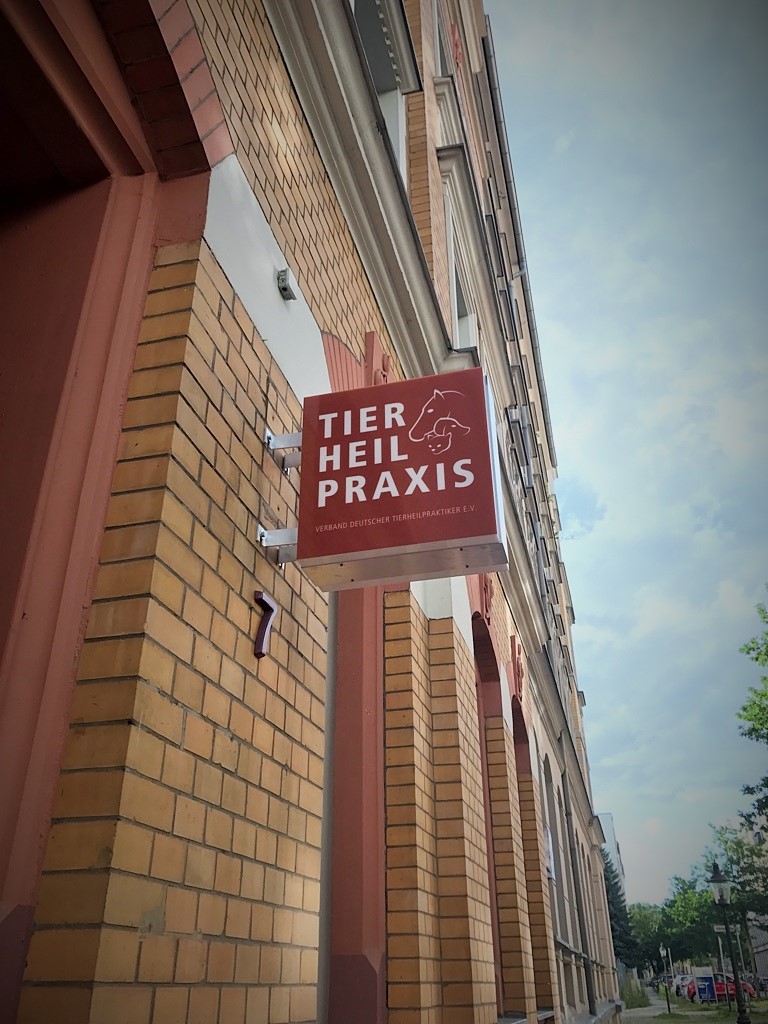 TIER
HEIL
PRAXIS
VERBAND DEUTSCHER TIERHEILPRAKTIKER E.V.
7